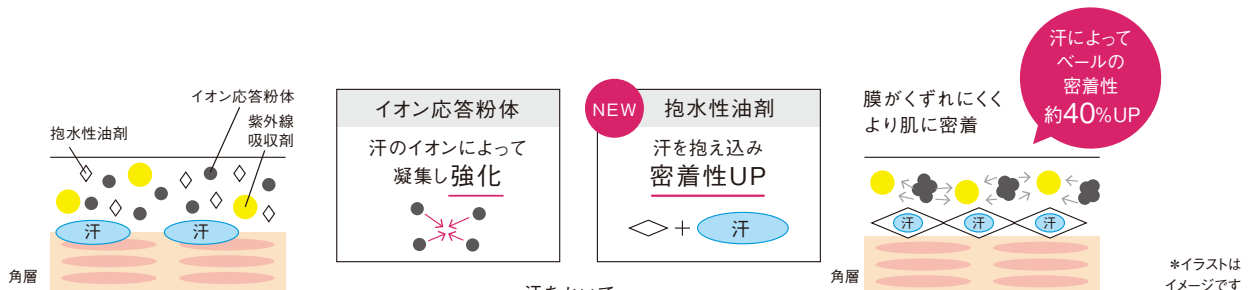 イオン応答粉体
紫外線
吸収剤
抱水性油剤
汗
汗
角層
イオン応答粉体
汗のイオンによって
凝集し強化
NEW
抱水性油剤
汗を抱え込み
密着性UP
+
汗
膜がくずれにくく
より肌に密着
汗によって
ベールの
密着性
約40%UP
汗
汗
汗
角層
*イラストは
イメージです